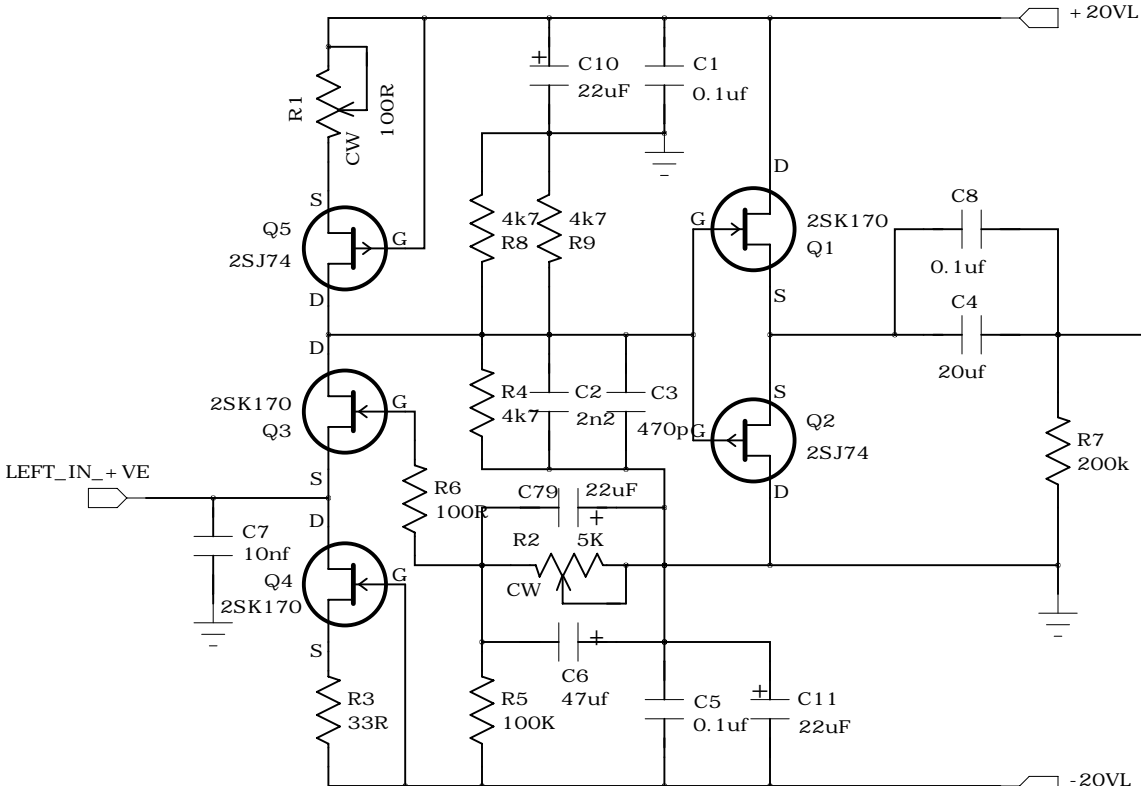 +20VL
R1
100R
CW
C10
22uF
C1
0.1uf
+
S
Q5
2SJ74
G
D
4k7
R8
4k7
R9
D
G
2SK170
Q1
S
C8
0.1uf
C4
20uf
D
2SK170
Q3
G
S
R4
4k7
C2
2n2
C3
470p
S
Q2
2SJ74
G
D
R7
200k
LEFT_IN_+VE
C7
10nf
R6
100R
C79
22uF
+
R2
5K
CW
D
Q4
2SK170
G
S
R3
33R
C6
47uf
+
R5
100K
C5
0.1uf
C11
22uF
+
-20VL